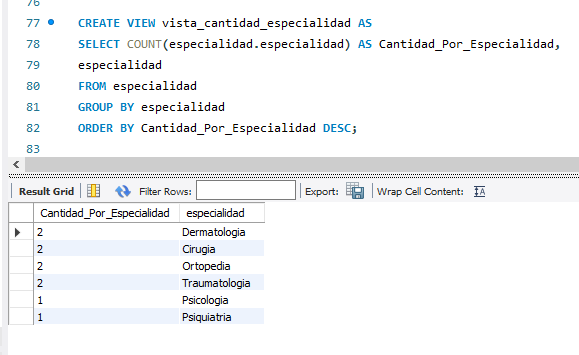 76
77 CREATE VIEW vista_cantidad_especialidad AS
78 SELECT COUNT(especialidad.especialidad) AS Cantidad_Por_Especialidad,
79 especialidad
80 FROM especialidad
81 GROUP BY especialidad
82 ORDER BY Cantidad_Por_Especialidad DESC;
83
Result Grid Filter Rows: Export: Wrap Cell Content:
Cantidad_Por_Especialidad especialidad
2 Dermatologia
2 Cirugia
2 Ortopedia
2 Traumatologia
1 Psicologia
1 Psiquiatria